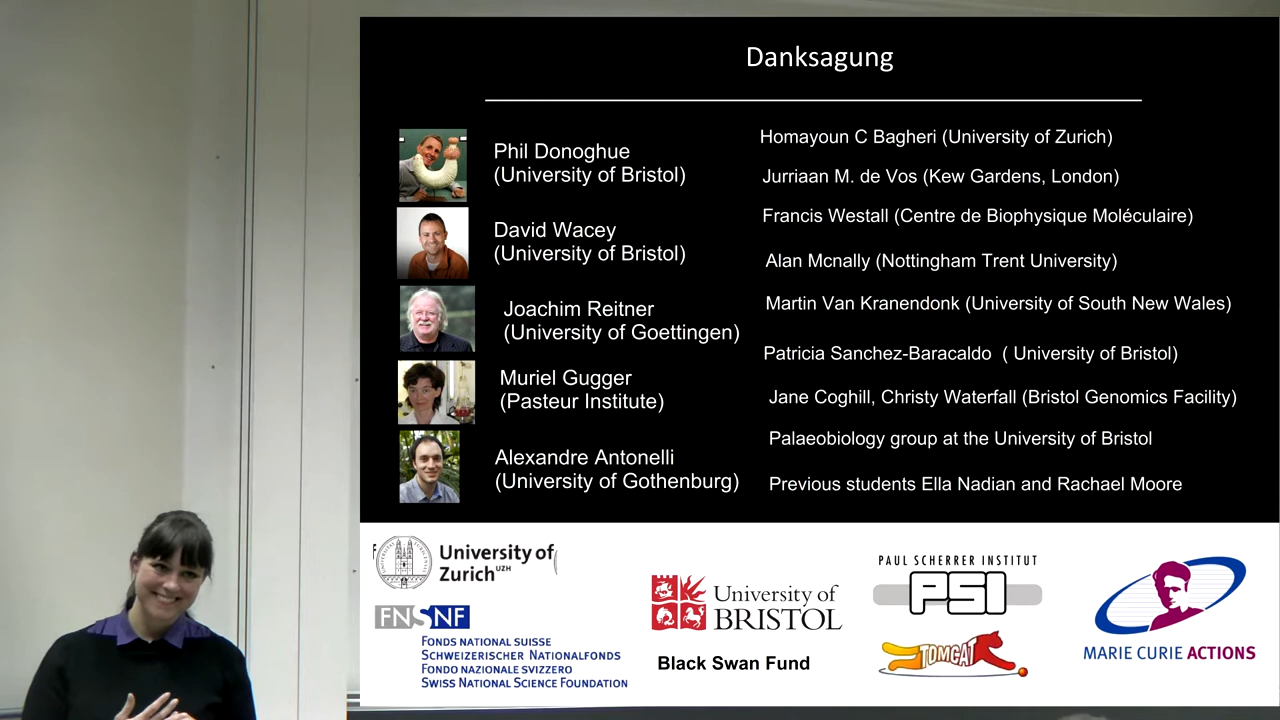 Danksagung
Phil Donoghue
(University of Bristol)
David Wacey
(University of Bristol)
Joachim Reitner
(University of Goettingen)
Muriel Gugger
(Pasteur Institute)
Alexandre Antonelli
(University of Gothenburg)
Homayoun C Bagheri (University of Zurich)
Jurriaan M. de Vos (Kew Gardens, London)
Francis Westall (Centre de Biophysique Moléculaire)
Alan Mcnally (Nottingham Trent University)
Martin Van Kranendonk (University of South New Wales)
Patricia Sanchez-Baracaldo ( University of Bristol)
Jane Coghill, Christy Waterfall (Bristol Genomics Facility)
Palaeobiology group at the University of Bristol
Previous students Ella Nadian and Rachael Moore
University of
Zurich UZH
FNSNF
FONDS NATIONAL SUISSE
SCHWEIZERISCHER NATIONALFONDS
FONDO NAZIONALE SVIZZERO
SWISS NATIONAL SCIENCE FOUNDATION
University of
BRISTOL
Black Swan Fund
PAUL SCHERRER INSTITUT
PSI
TOMCAT
MARIE CURIE ACTIONS